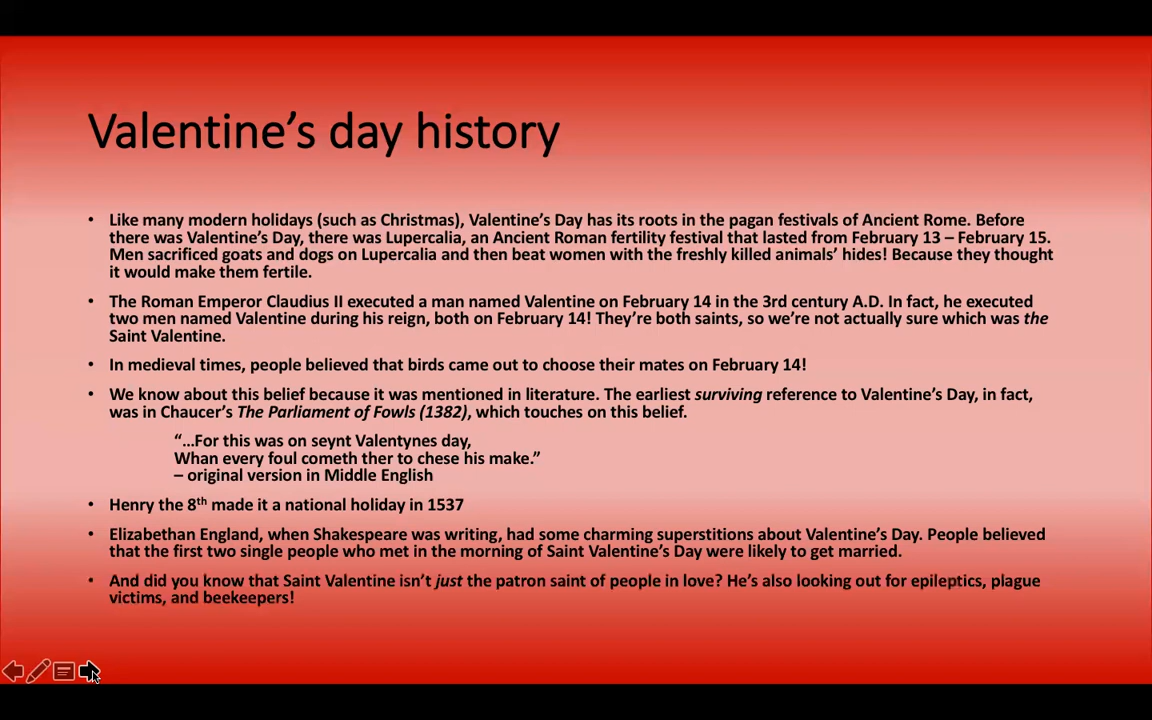 Valentine's day history
• Like many modern holidays (such as Christmas), Valentine's Day has its roots in the pagan festivals of Ancient Rome. Before
there was Valentine's Day, there was Lupercalia, an Ancient Roman fertility festival that lasted from February 13 – February 15.
Men sacrificed goats and dogs on Lupercalia and then beat women with the freshly killed animals' hides! Because they thought
it would make them fertile.
• The Roman Emperor Claudius II executed a man named Valentine on February 14 in the 3rd century A.D. In fact, he executed
two men named Valentine during his reign, both on February 14! They're both saints, so we're not actually sure which was the
Saint Valentine.
• In medieval times, people believed that birds came out to choose their mates on February 14!
• We know about this belief because it was mentioned in literature. The earliest surviving reference to Valentine's Day, in fact,
was in Chaucer's The Parliament of Fowls (1382), which touches on this belief.
"…For this was on seynt Valentynes day,
Whan every foul cometh ther to chese his make."
– original version in Middle English
• Henry the 8th made it a national holiday in 1537
• Elizabethan England, when Shakespeare was writing, had some charming superstitions about Valentine's Day. People believed
that the first two single people who met in the morning of Saint Valentine's Day were likely to get married.
• And did you know that Saint Valentine isn't just the patron saint of people in love? He's also looking out for epileptics, plague
victims, and beekeepers!